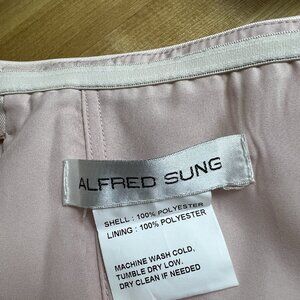 ALFRED SUNG
SHELL : 100% POLYESTER
LINING : 100% POLYESTER
MACHINE WASH COLD,
TUMBLE DRY LOW.
DRY CLEAN IF NEEDED